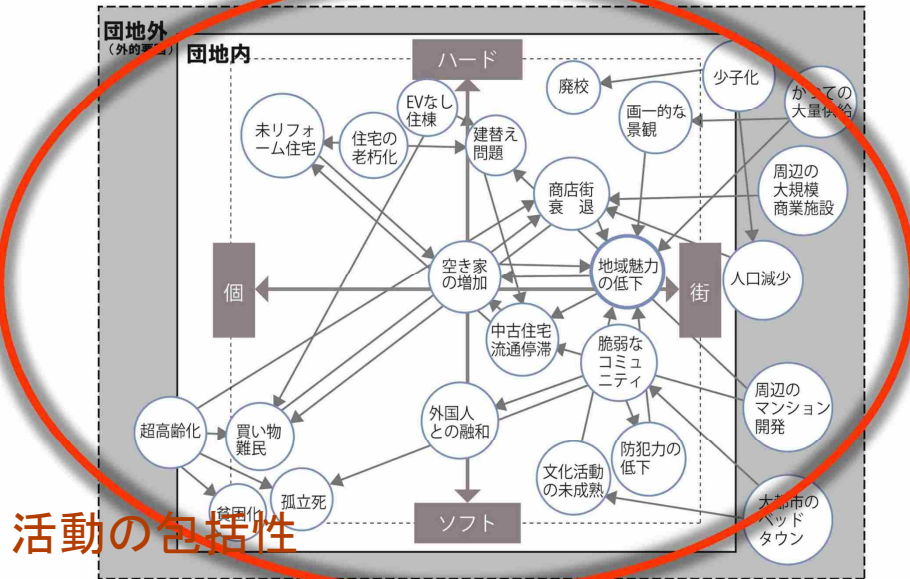 団地外
（外的要因）
団地内
ハード
廃校
少子化
かつての
大量供給
EVなし
住棟
画一的な
景観
未リフォ
ーム住宅
住宅の
老朽化
建替え
問題
周辺の
大規模
商業施設
商店街
衰　退
個
空き家
の増加
地域魅力
の低下
街
人口減少
中古住宅
流通停滞
脆弱な
コミュ
ニティ
周辺の
マンション
開発
超高齢化
買い物
難民
外国人
との融和
防犯力の
低下
文化活動
の未成熟
孤立死
貧困化
大都市の
ベッド
タウン
ソフト
活動の包括性